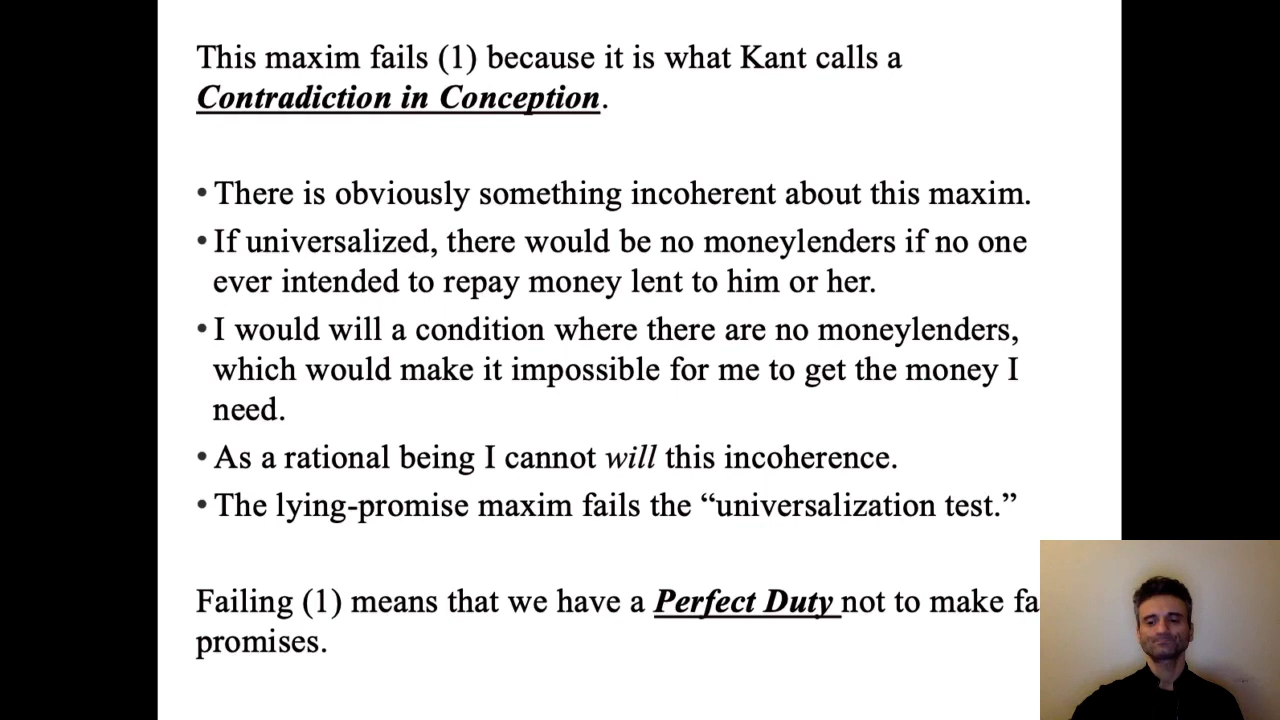 This maxim fails (1) because it is what Kant calls a
Contradiction in Conception.
• There is obviously something incoherent about this maxim.
• If universalized, there would be no moneylenders if no one
ever intended to repay money lent to him or her.
• I would will a condition where there are no moneylenders,
which would make it impossible for me to get the money I
need.
• As a rational being I cannot will this incoherence.
• The lying-promise maxim fails the “universalization test.”
Failing (1) means that we have a Perfect Duty not to make fa
promises.